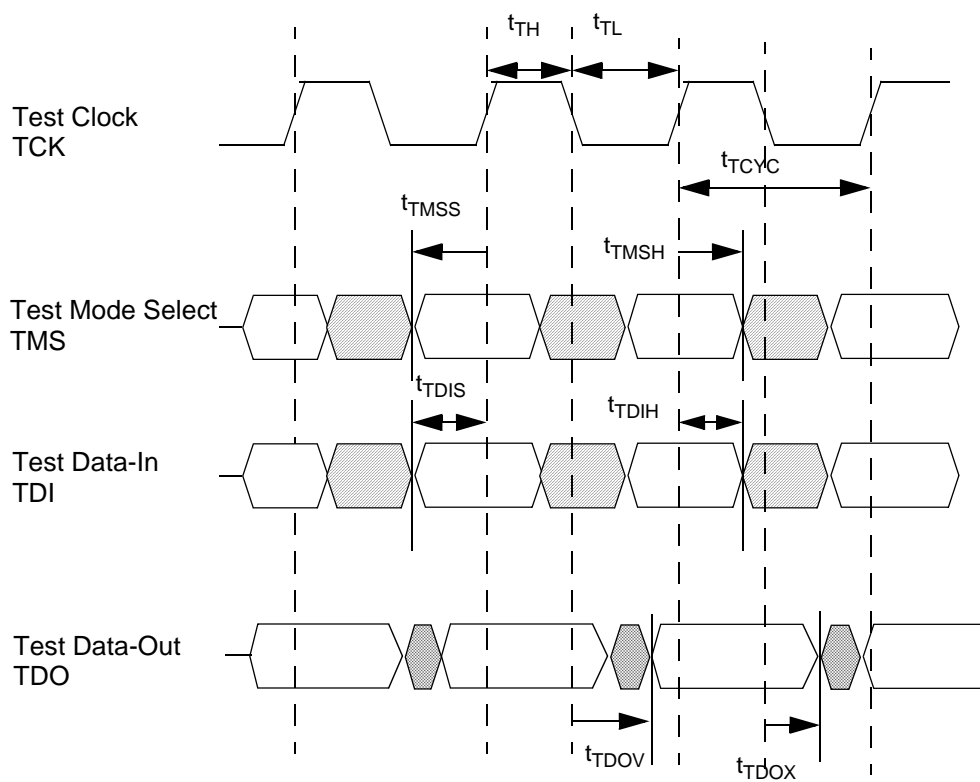 tTH
tTL
Test Clock
TCK
tTCYC
tTMSS
tTMSH
Test Mode Select
TMS
tTDIS
tTDIH
Test Data-In
TDI
Test Data-Out
TDO
tTDOV
tTDOX